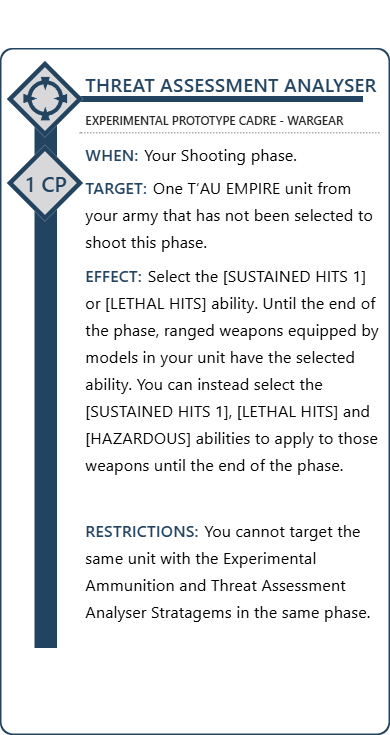 THREAT ASSESSMENT ANALYSER
EXPERIMENTAL PROTOTYPE CADRE - WARGEAR
WHEN: Your Shooting phase.
1 CP
TARGET: One T’AU EMPIRE unit from
your army that has not been selected to
shoot this phase.
EFFECT: Select the [SUSTAINED HITS 1]
or [LETHAL HITS] ability. Until the end of
the phase, ranged weapons equipped by
models in your unit have the selected
ability. You can instead select the
[SUSTAINED HITS 1], [LETHAL HITS] and
[HAZARDOUS] abilities to apply to those
weapons until the end of the phase.
RESTRICTIONS: You cannot target the
same unit with the Experimental
Ammunition and Threat Assessment
Analyser Stratagems in the same phase.